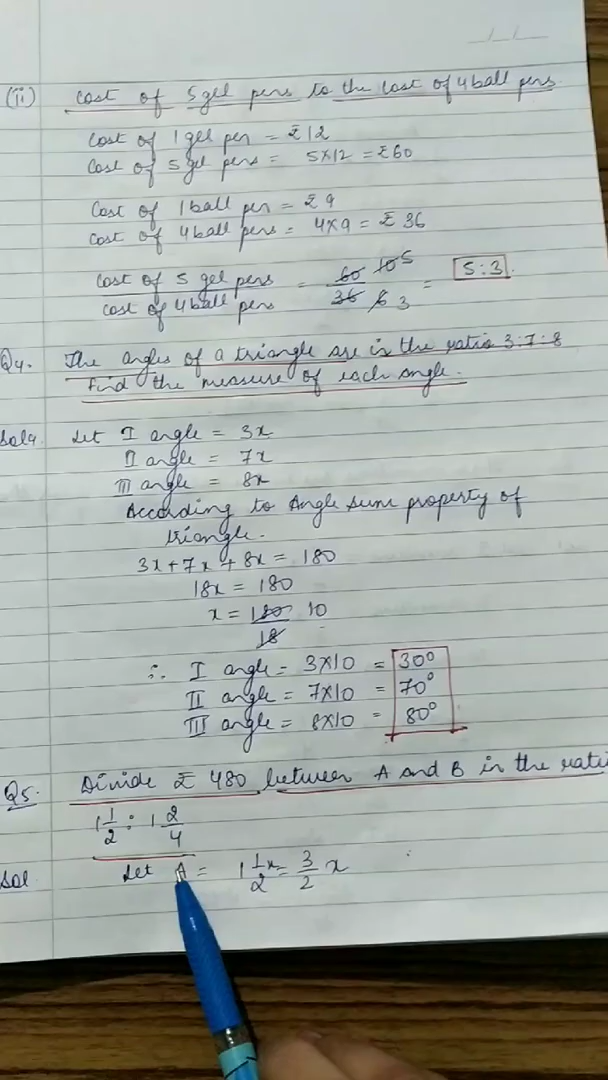 (ii) Cost of 5 gel pens to the cost of 4 ball pens
Cost of 1 gel pen = ₹12
Cost of 5 gel pens = 5×12 = ₹60
Cost of 1 ball pen = ₹9
Cost of 4 ball pens = 4×9 = ₹36
Cost of 5 gel pens = 60 10 5 = 5:3
Cost of 4 ball pens 36 6 3
Q4. The angles of a triangle are in the ratio 3:7:8
Find the measure of each angle.
Sol4 Let I angle = 3x
II angle = 7x
III angle = 8x
According to Angle sum property of
triangle.
3x+7x+8x = 180
18x = 180
x = 180 10
18
∴ I angle = 3×10 = 30°
II angle = 7×10 = 70°
III angle = 8×10 = 80°
Q5. Divide ₹ 480 between A and B in the rati
1 1/2 : 1 2/4
Sol Let A = 1 1/2 x = 3/2 x